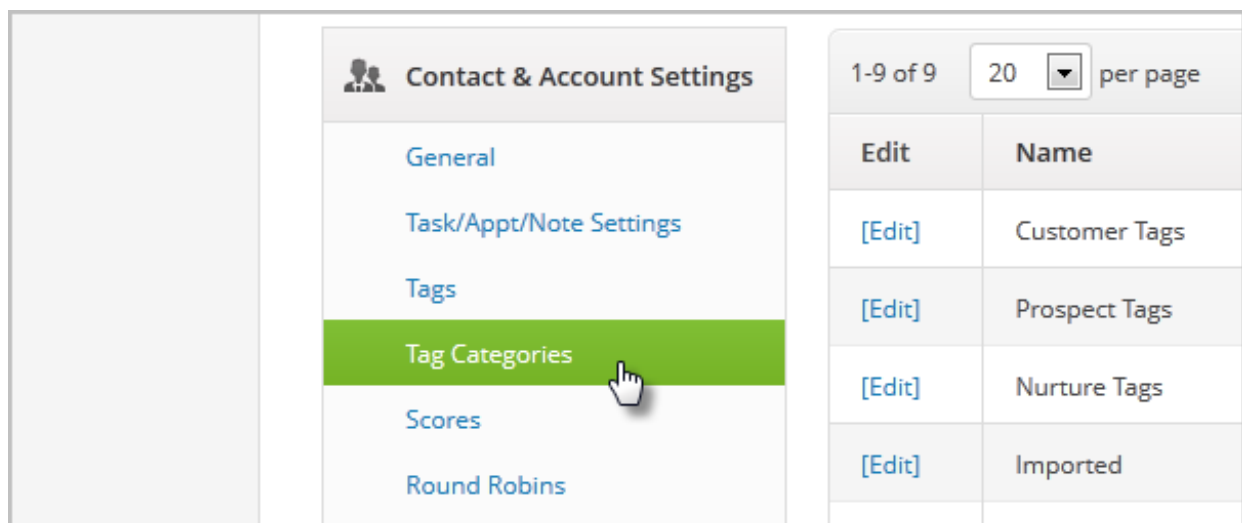 Contact & Account Settings
General
Task/Appt/Note Settings
Tags
Tag Categories
Scores
Round Robins
1-9 of 9 20 per page
Edit Name
[Edit] Customer Tags
[Edit] Prospect Tags
[Edit] Nurture Tags
[Edit] Imported